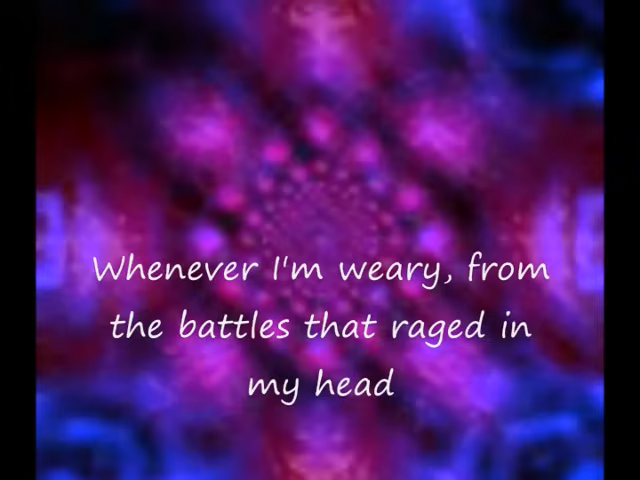 Whenever I'm weary, from
the battles that raged in
my head